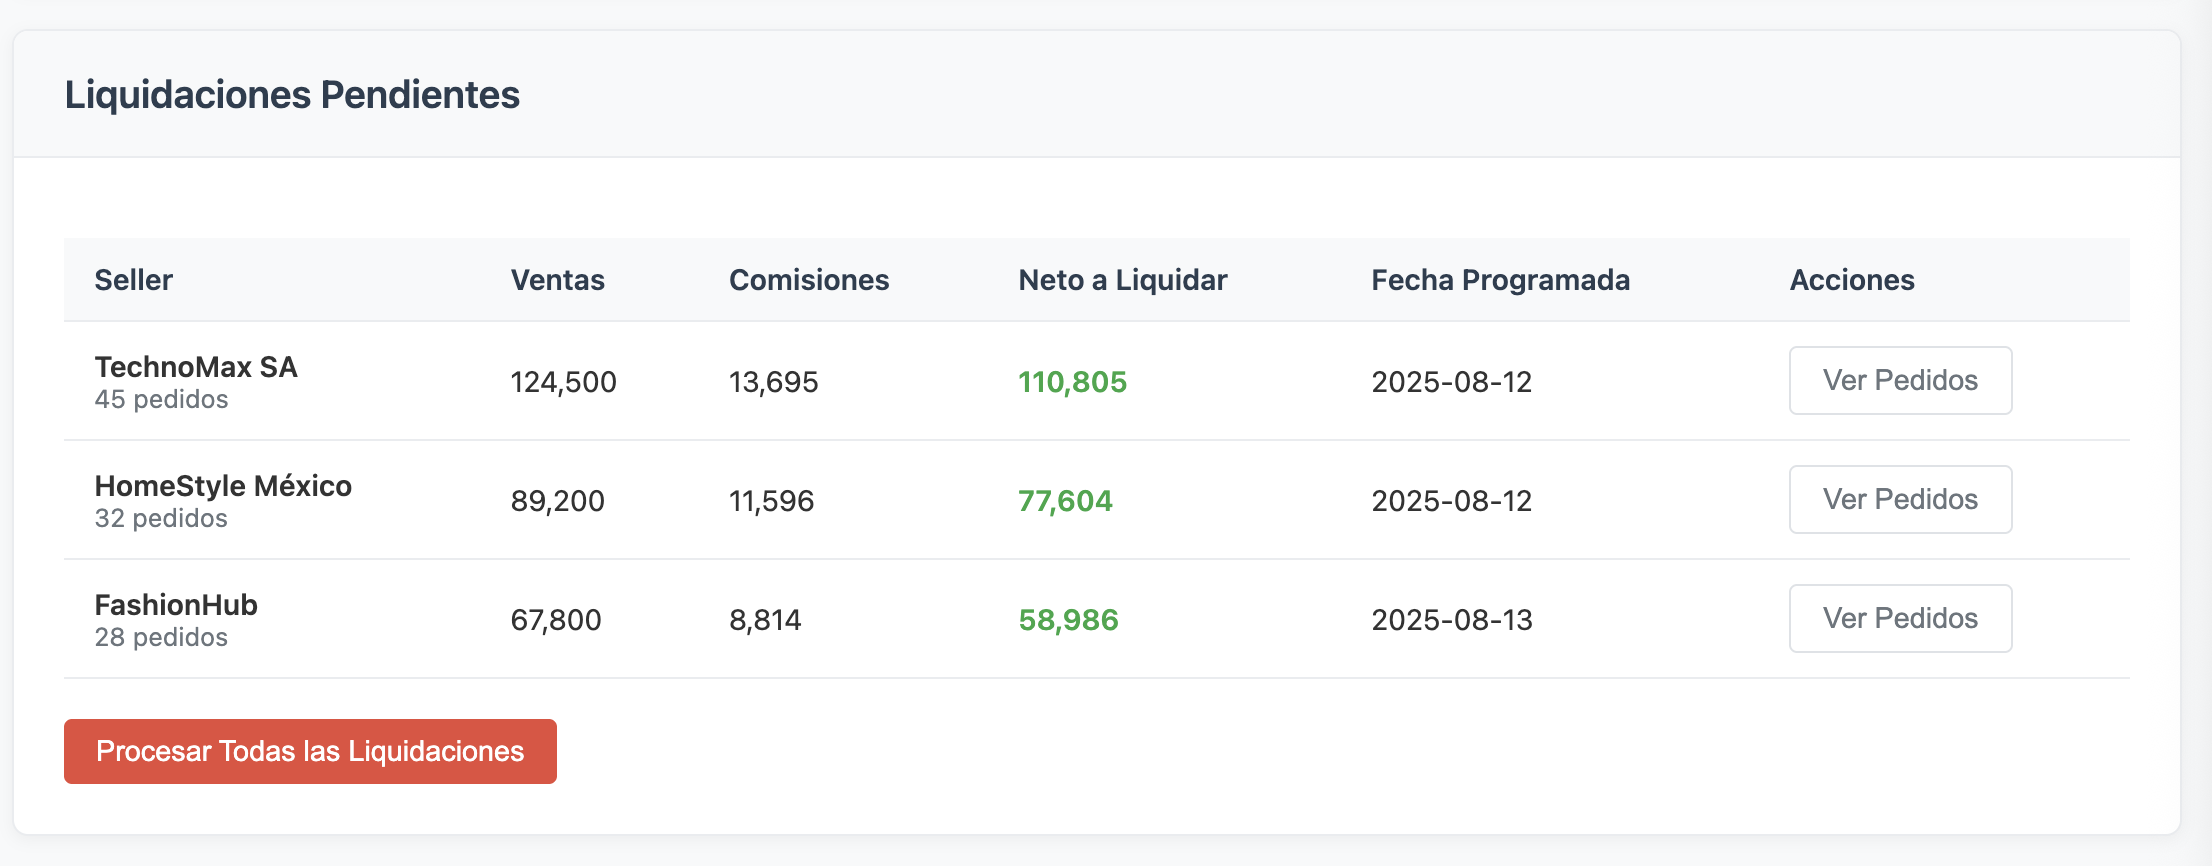 Liquidaciones Pendientes
Seller Ventas Comisiones Neto a Liquidar Fecha Programada Acciones
TechnoMax SA
45 pedidos
124,500 13,695 110,805 2025-08-12 Ver Pedidos
HomeStyle México
32 pedidos
89,200 11,596 77,604 2025-08-12 Ver Pedidos
FashionHub
28 pedidos
67,800 8,814 58,986 2025-08-13 Ver Pedidos
Procesar Todas las Liquidaciones